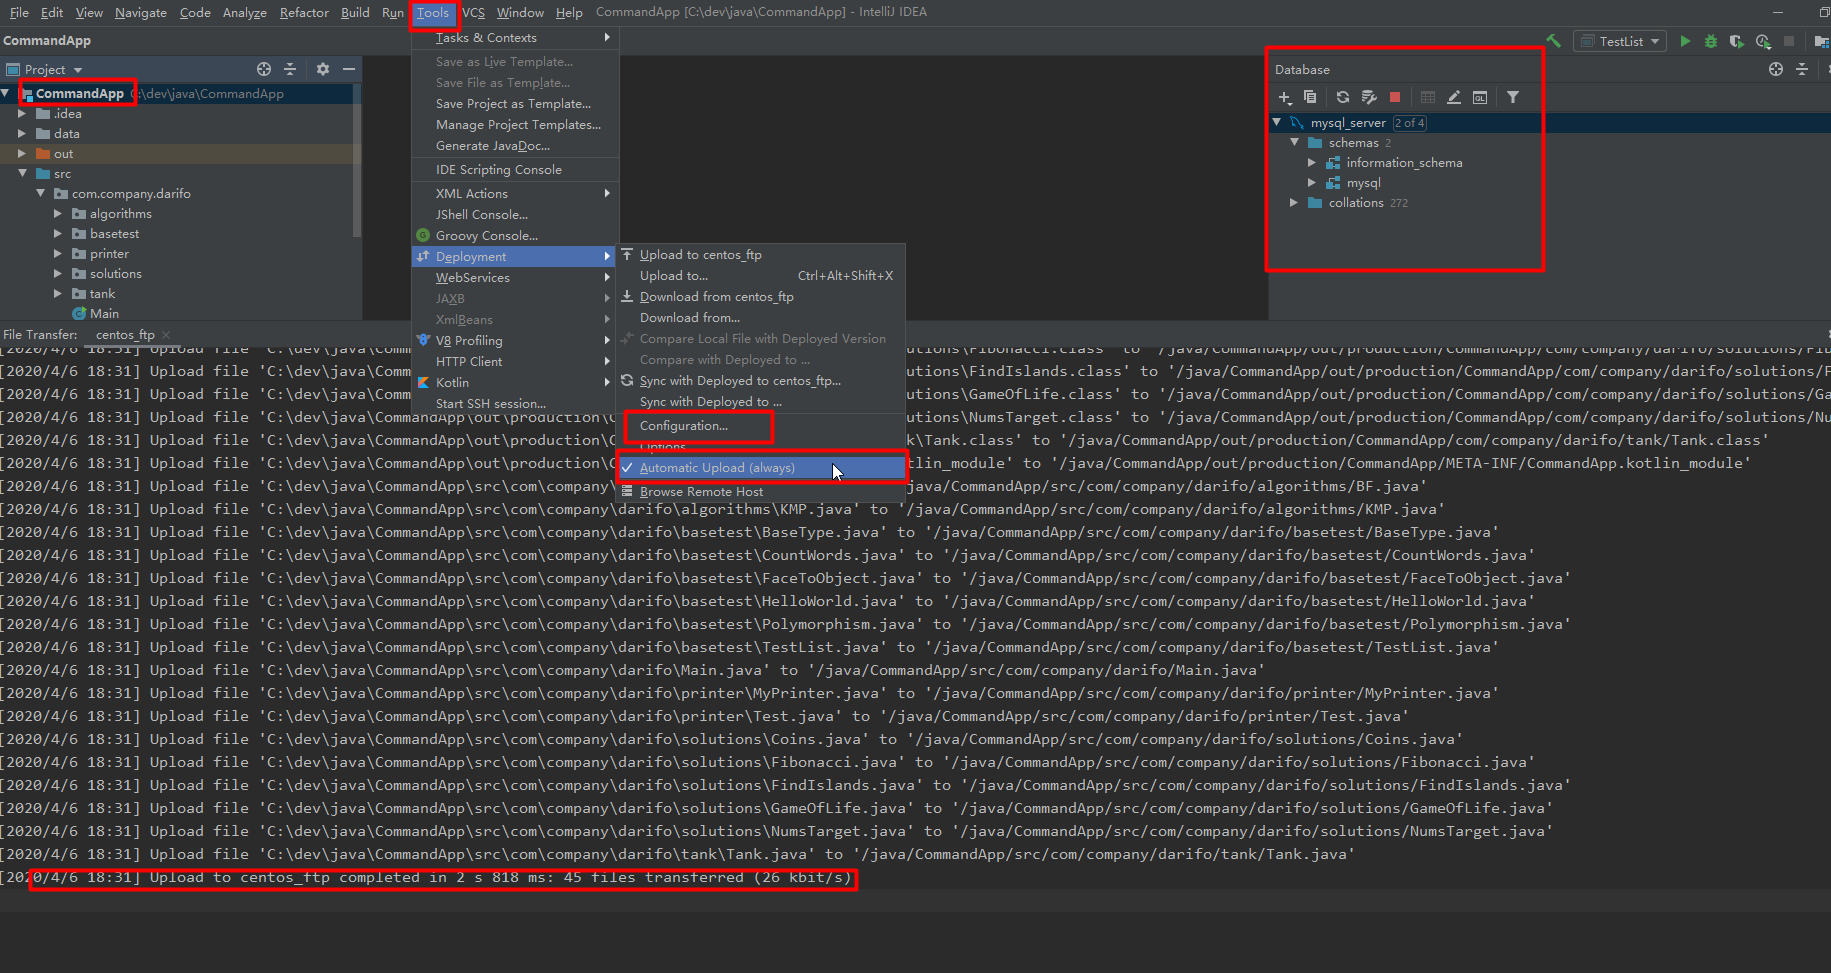 File Edit View Navigate Code Analyze Refactor Build Run Tools VCS Window Help CommandApp [C:\dev\java\CommandApp] - IntelliJ IDEA
CommandApp
TestList
Project
CommandApp C:\dev\java\CommandApp
.idea
data
out
src
com.company.darifo
algorithms
basetest
printer
solutions
tank
Main
Tasks & Contexts
Save as Live Template...
Save File as Template...
Save Project as Template...
Manage Project Templates...
Generate JavaDoc...
IDE Scripting Console
XML Actions
JShell Console...
Groovy Console...
Deployment
WebServices
JAXB
XmlBeans
V8 Profiling
HTTP Client
Kotlin
Start SSH session...
Upload to centos_ftp
Upload to... Ctrl+Alt+Shift+X
Download from centos_ftp
Download from...
Compare Local File with Deployed Version
Compare with Deployed to ...
Sync with Deployed to centos_ftp...
Sync with Deployed to ...
Configuration...
Options...
Automatic Upload (always)
Browse Remote Host
Database
mysql_server 2 of 4
schemas 2
information_schema
mysql
collations 272
File Transfer: centos_ftp
[2020/4/6 18:31] Upload file 'C:\dev\java\Comm utions\Fibonacci.class' to '/java/CommandApp/out/production/CommandApp/com/company/darifo/solutions/Fib
[2020/4/6 18:31] Upload file 'C:\dev\java\Comm utions\FindIslands.class' to '/java/CommandApp/out/production/CommandApp/com/company/darifo/solutions/F
[2020/4/6 18:31] Upload file 'C:\dev\java\Comm utions\GameOfLife.class' to '/java/CommandApp/out/production/CommandApp/com/company/darifo/solutions/Ga
[2020/4/6 18:31] Upload file 'C:\dev\java\CommandApp\out\production\C utions\NumsTarget.class' to '/java/CommandApp/out/production/CommandApp/com/company/darifo/solutions/Nu
[2020/4/6 18:31] Upload file 'C:\dev\java\CommandApp\out\production\C k\Tank.class' to '/java/CommandApp/out/production/CommandApp/com/company/darifo/tank/Tank.class'
[2020/4/6 18:31] Upload file 'C:\dev\java\CommandApp\out\production\C tlin_module' to '/java/CommandApp/out/production/CommandApp/META-INF/CommandApp.kotlin_module'
[2020/4/6 18:31] Upload file 'C:\dev\java\CommandApp\src\com\company\ java/CommandApp/src/com/company/darifo/algorithms/BF.java'
[2020/4/6 18:31] Upload file 'C:\dev\java\CommandApp\src\com\company\darifo\algorithms\KMP.java' to '/java/CommandApp/src/com/company/darifo/algorithms/KMP.java'
[2020/4/6 18:31] Upload file 'C:\dev\java\CommandApp\src\com\company\darifo\basetest\BaseType.java' to '/java/CommandApp/src/com/company/darifo/basetest/BaseType.java'
[2020/4/6 18:31] Upload file 'C:\dev\java\CommandApp\src\com\company\darifo\basetest\CountWords.java' to '/java/CommandApp/src/com/company/darifo/basetest/CountWords.java'
[2020/4/6 18:31] Upload file 'C:\dev\java\CommandApp\src\com\company\darifo\basetest\FaceToObject.java' to '/java/CommandApp/src/com/company/darifo/basetest/FaceToObject.java'
[2020/4/6 18:31] Upload file 'C:\dev\java\CommandApp\src\com\company\darifo\basetest\HelloWorld.java' to '/java/CommandApp/src/com/company/darifo/basetest/HelloWorld.java'
[2020/4/6 18:31] Upload file 'C:\dev\java\CommandApp\src\com\company\darifo\basetest\Polymorphism.java' to '/java/CommandApp/src/com/company/darifo/basetest/Polymorphism.java'
[2020/4/6 18:31] Upload file 'C:\dev\java\CommandApp\src\com\company\darifo\basetest\TestList.java' to '/java/CommandApp/src/com/company/darifo/basetest/TestList.java'
[2020/4/6 18:31] Upload file 'C:\dev\java\CommandApp\src\com\company\darifo\Main.java' to '/java/CommandApp/src/com/company/darifo/Main.java'
[2020/4/6 18:31] Upload file 'C:\dev\java\CommandApp\src\com\company\darifo\printer\MyPrinter.java' to '/java/CommandApp/src/com/company/darifo/printer/MyPrinter.java'
[2020/4/6 18:31] Upload file 'C:\dev\java\CommandApp\src\com\company\darifo\printer\Test.java' to '/java/CommandApp/src/com/company/darifo/printer/Test.java'
[2020/4/6 18:31] Upload file 'C:\dev\java\CommandApp\src\com\company\darifo\solutions\Coins.java' to '/java/CommandApp/src/com/company/darifo/solutions/Coins.java'
[2020/4/6 18:31] Upload file 'C:\dev\java\CommandApp\src\com\company\darifo\solutions\Fibonacci.java' to '/java/CommandApp/src/com/company/darifo/solutions/Fibonacci.java'
[2020/4/6 18:31] Upload file 'C:\dev\java\CommandApp\src\com\company\darifo\solutions\FindIslands.java' to '/java/CommandApp/src/com/company/darifo/solutions/FindIslands.java'
[2020/4/6 18:31] Upload file 'C:\dev\java\CommandApp\src\com\company\darifo\solutions\GameOfLife.java' to '/java/CommandApp/src/com/company/darifo/solutions/GameOfLife.java'
[2020/4/6 18:31] Upload file 'C:\dev\java\CommandApp\src\com\company\darifo\solutions\NumsTarget.java' to '/java/CommandApp/src/com/company/darifo/solutions/NumsTarget.java'
[2020/4/6 18:31] Upload file 'C:\dev\java\CommandApp\src\com\company\darifo\tank\Tank.java' to '/java/CommandApp/src/com/company/darifo/tank/Tank.java'
[2020/4/6 18:31] Upload to centos_ftp completed in 2 s 818 ms: 45 files transferred (26 kbit/s)